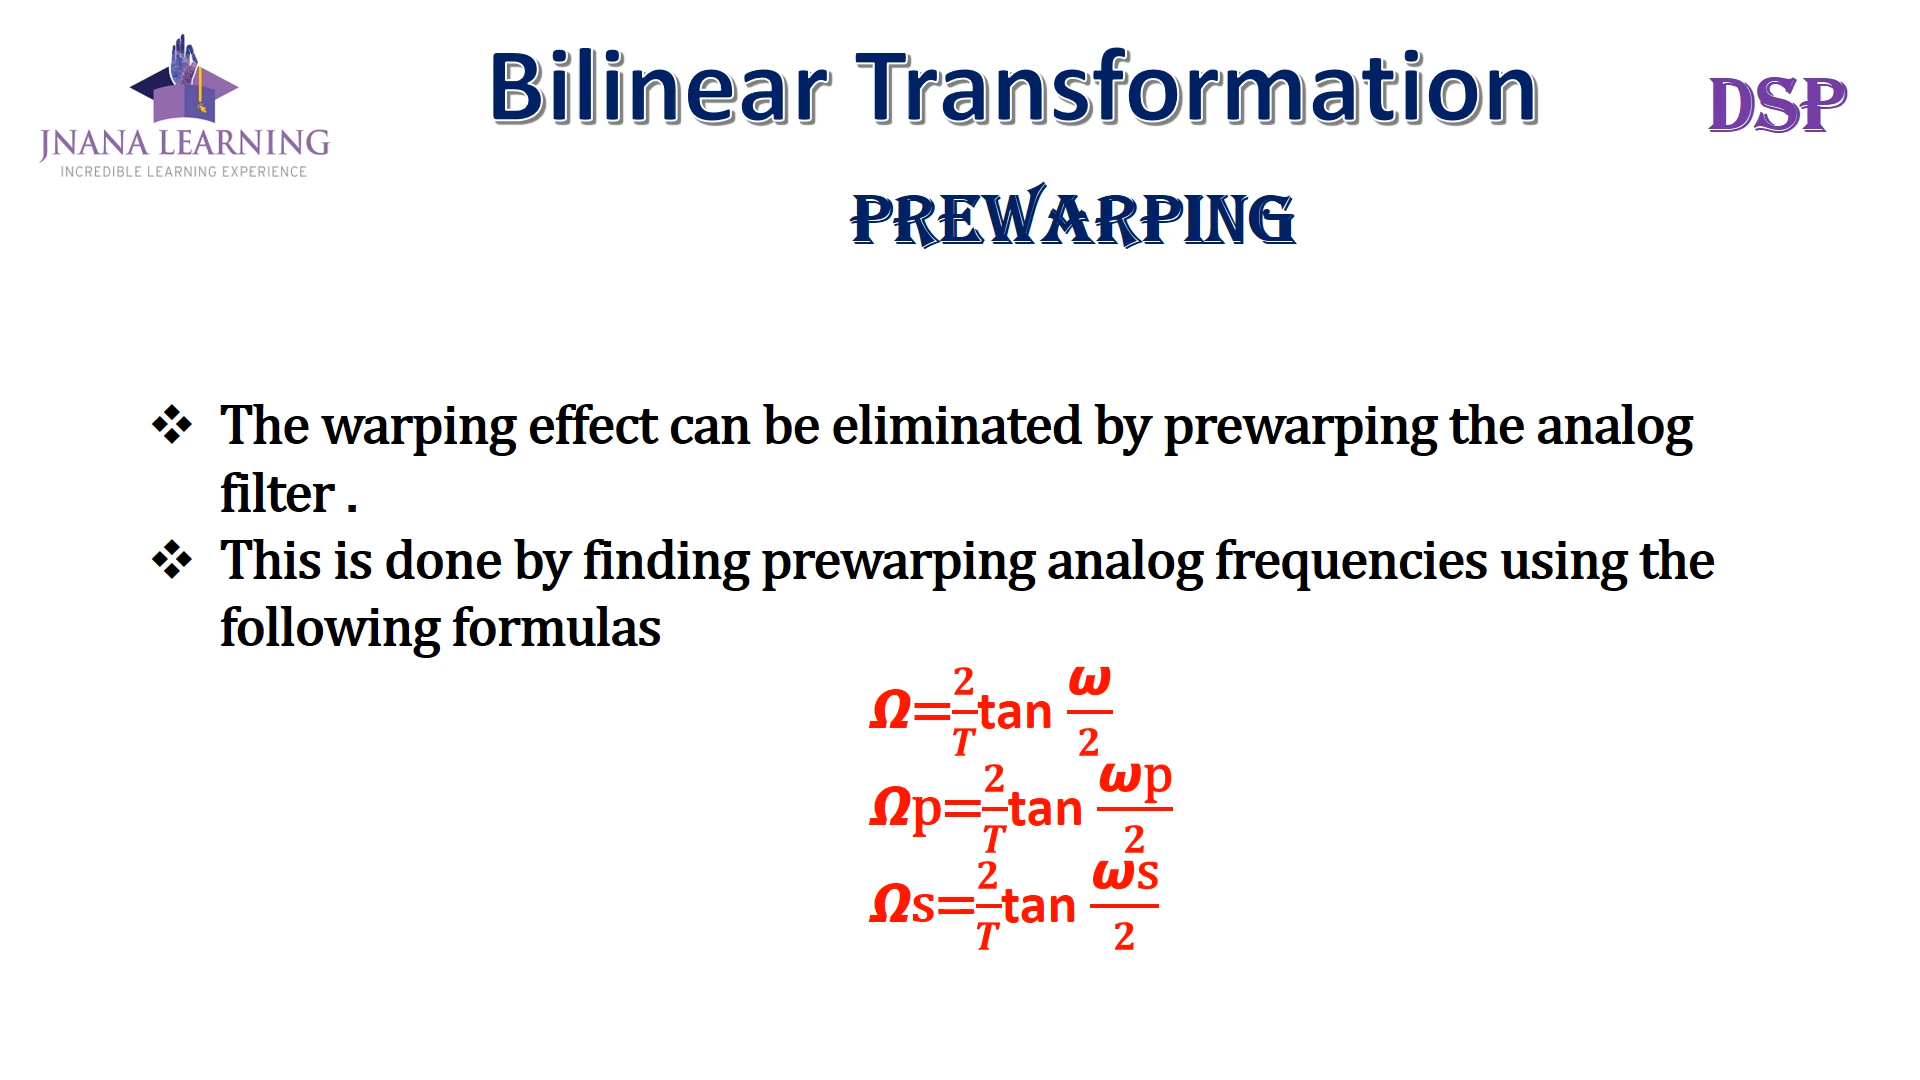 JNANA LEARNING
INCREDIBLE LEARNING EXPERIENCE
Bilinear Transformation
DSP
PREWARPING
❖ The warping effect can be eliminated by prewarping the analog
filter .
❖ This is done by finding prewarping analog frequencies using the
following formulas
Ω=2/T tan ω/2
Ωp=2/T tan ωp/2
Ωs=2/T tan ωs/2